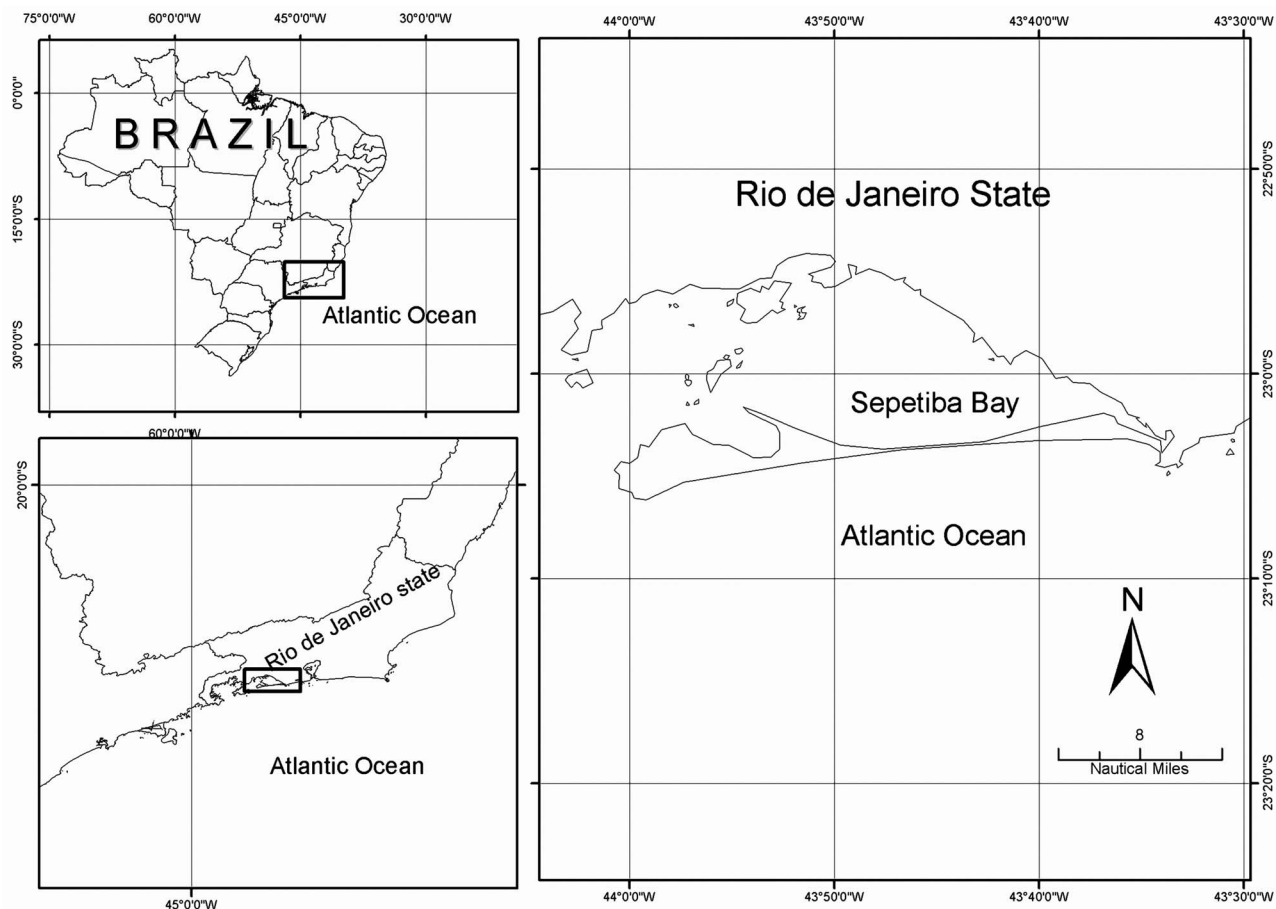 75°0'0"W 60°0'0"W 45°0'0"W 30°0'0"W
0°0'0"
15°0'0"S
30°0'0"S
BRAZIL
Atlantic Ocean
60°0'0"W
20°0'0"S
Rio de Janeiro state
Atlantic Ocean
45°0'0"W
44°0'0"W 43°50'0"W 43°40'0"W 43°30'0"W
22°50'0"S
Rio de Janeiro State
23°0'0"S
Sepetiba Bay
Atlantic Ocean
23°10'0"S
N
8
Nautical Miles
23°20'0"S
44°0'0"W 43°50'0"W 43°40'0"W 43°30'0"W